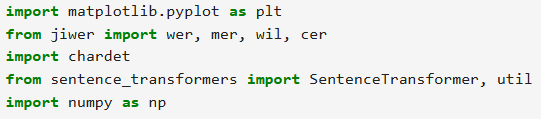 import matplotlib.pyplot as plt
from jiwer import wer, mer, wil, cer
import chardet
from sentence_transformers import SentenceTransformer, util
import numpy as np